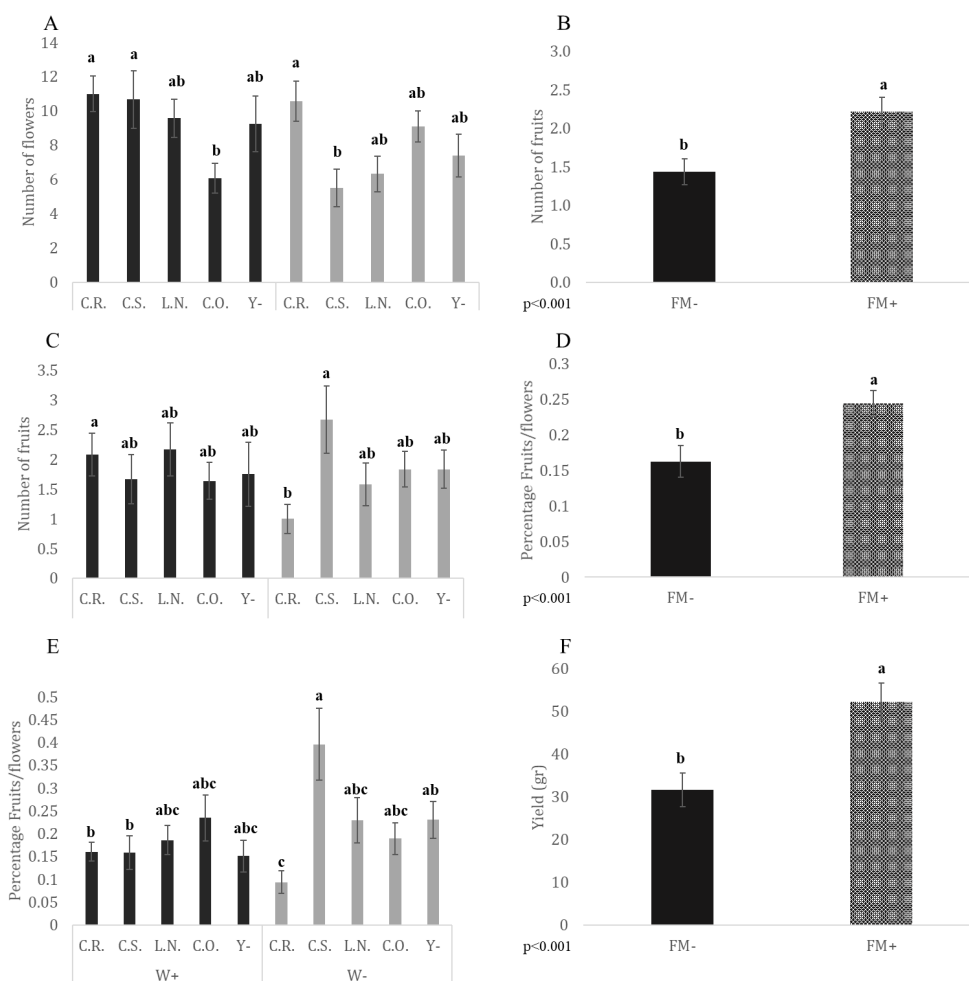 A
Number of flowers
14
12
10
8
6
4
2
0
a
a
ab
b
ab
a
b
ab
ab
ab
C.R. C.S. L.N. C.O. Y- C.R. C.S. L.N. C.O. Y-
B
Number of fruits
3.0
2.5
2.0
1.5
1.0
0.5
0.0
b
a
p<0.001
FM- FM+
C
Number of fruits
3.5
3
2.5
2
1.5
1
0.5
0
a
ab
ab
ab
ab
b
a
ab
ab
ab
C.R. C.S. L.N. C.O. Y- C.R. C.S. L.N. C.O. Y-
D
Percentage Fruits/flowers
0.3
0.25
0.2
0.15
0.1
0.05
0
b
a
p<0.001
FM- FM+
E
Percentage Fruits/flowers
0.5
0.45
0.4
0.35
0.3
0.25
0.2
0.15
0.1
0.05
0
b
b
abc
abc
abc
c
a
abc
abc
ab
C.R. C.S. L.N. C.O. Y- C.R. C.S. L.N. C.O. Y-
W+ W-
F
Yield (gr)
60
50
40
30
20
10
0
b
a
p<0.001
FM- FM+